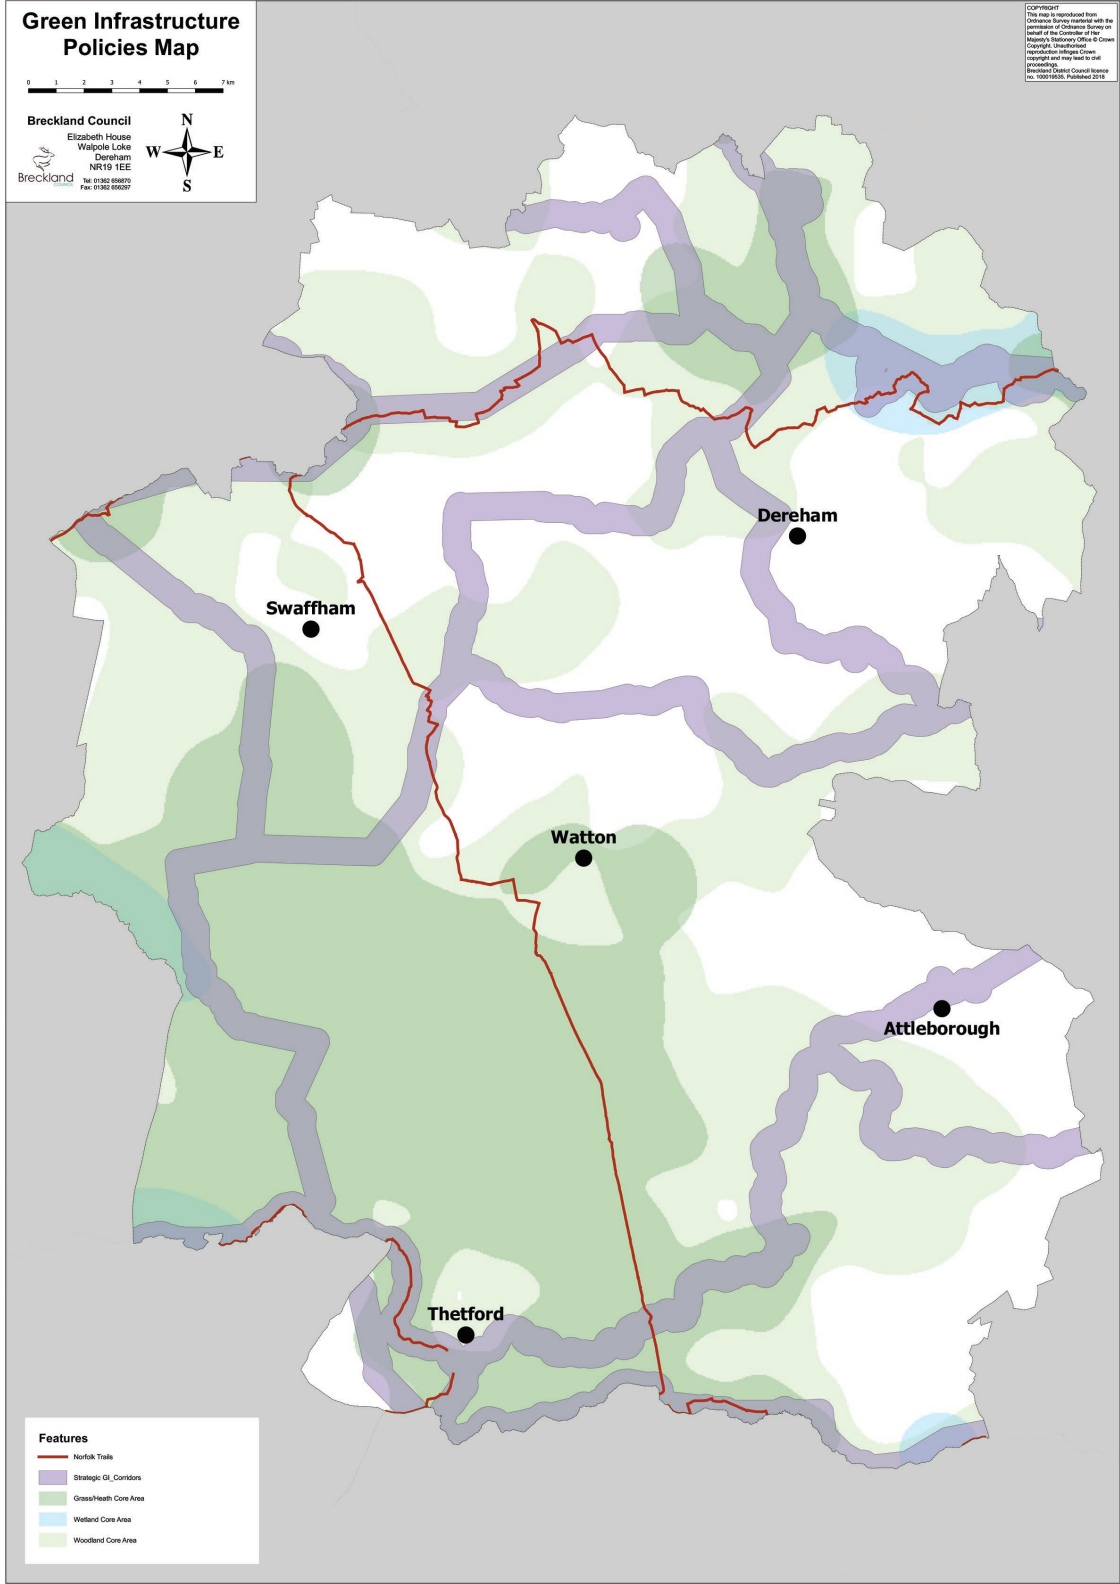 Green Infrastructure
Policies Map
0 1 2 3 4 5 6 7 km
Breckland Council
Elizabeth House
Walpole Loke
Dereham
NR19 1EE
Tel: 01362 656870
Fax: 01362 656297
Breckland
COUNCIL
N
W E
S
COPYRIGHT
This map is reproduced from
Ordnance Survey marterial with the
permission of Ordnance Survey on
behalf of the Controller of Her
Majesty's Stationery Office © Crown
Copyright. Unauthorised
reproduction infinges Crown
copyright and may lead to civil
proceedings.
Breckland District Council licence
no. 100019535. Published 2018
Dereham
Swaffham
Watton
Attleborough
Thetford
Features
Norfolk Trails
Strategic GI_Corridors
Grass/Heath Core Area
Wetland Core Area
Woodland Core Area